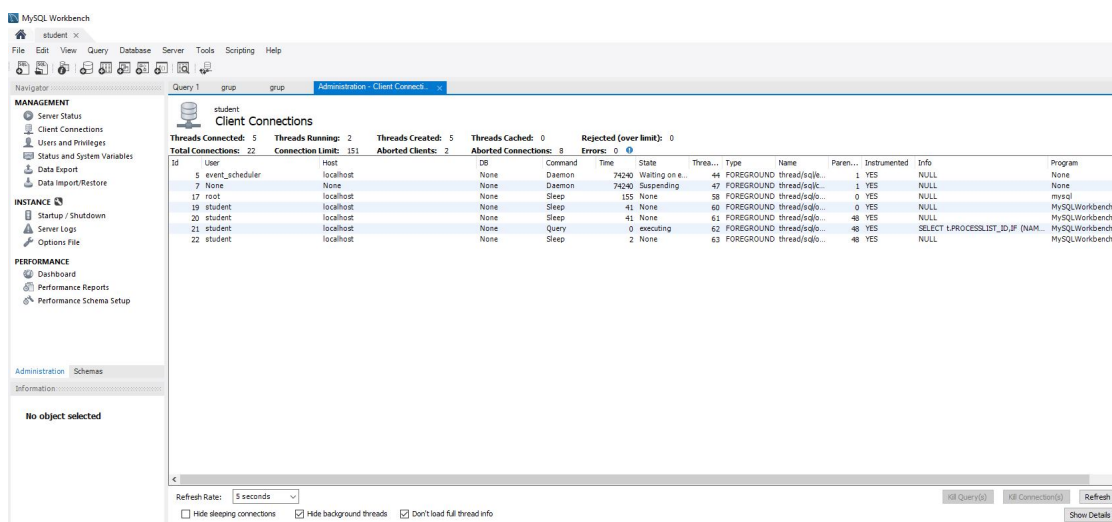 MySQL Workbench
student ×
File Edit View Query Database Server Tools Scripting Help
Navigator
Query 1 grup grup Administration - Client Connecti... ×
MANAGEMENT
Server Status
Client Connections
Users and Privileges
Status and System Variables
Data Export
Data Import/Restore
INSTANCE
Startup / Shutdown
Server Logs
Options File
PERFORMANCE
Dashboard
Performance Reports
Performance Schema Setup
Administration Schemas
Information
No object selected
student
Client Connections
Threads Connected: 5 Threads Running: 2 Threads Created: 5 Threads Cached: 0 Rejected (over limit): 0
Total Connections: 22 Connection Limit: 151 Aborted Clients: 2 Aborted Connections: 8 Errors: 0
Id User Host DB Command Time State Threa... Type Name Paren... Instrumented Info Program
5 event_scheduler localhost None Daemon 74240 Waiting on e... 44 FOREGROUND thread/sql/e... 1 YES NULL None
7 None None None Daemon 74240 Suspending 47 FOREGROUND thread/sql/c... 1 YES NULL None
17 root localhost None Sleep 155 None 58 FOREGROUND thread/sql/o... 0 YES NULL mysql
19 student localhost None Sleep 41 None 60 FOREGROUND thread/sql/o... 0 YES NULL MySQLWorkbench
20 student localhost None Sleep 41 None 61 FOREGROUND thread/sql/o... 48 YES NULL MySQLWorkbench
21 student localhost None Query 0 executing 62 FOREGROUND thread/sql/o... 48 YES SELECT t.PROCESSLIST_ID,IF (NAM... MySQLWorkbench
22 student localhost None Sleep 2 None 63 FOREGROUND thread/sql/o... 48 YES NULL MySQLWorkbench
Refresh Rate: 5 seconds Kill Query(s) Kill Connection(s) Refresh
Hide sleeping connections Hide background threads Don't load full thread info Show Details